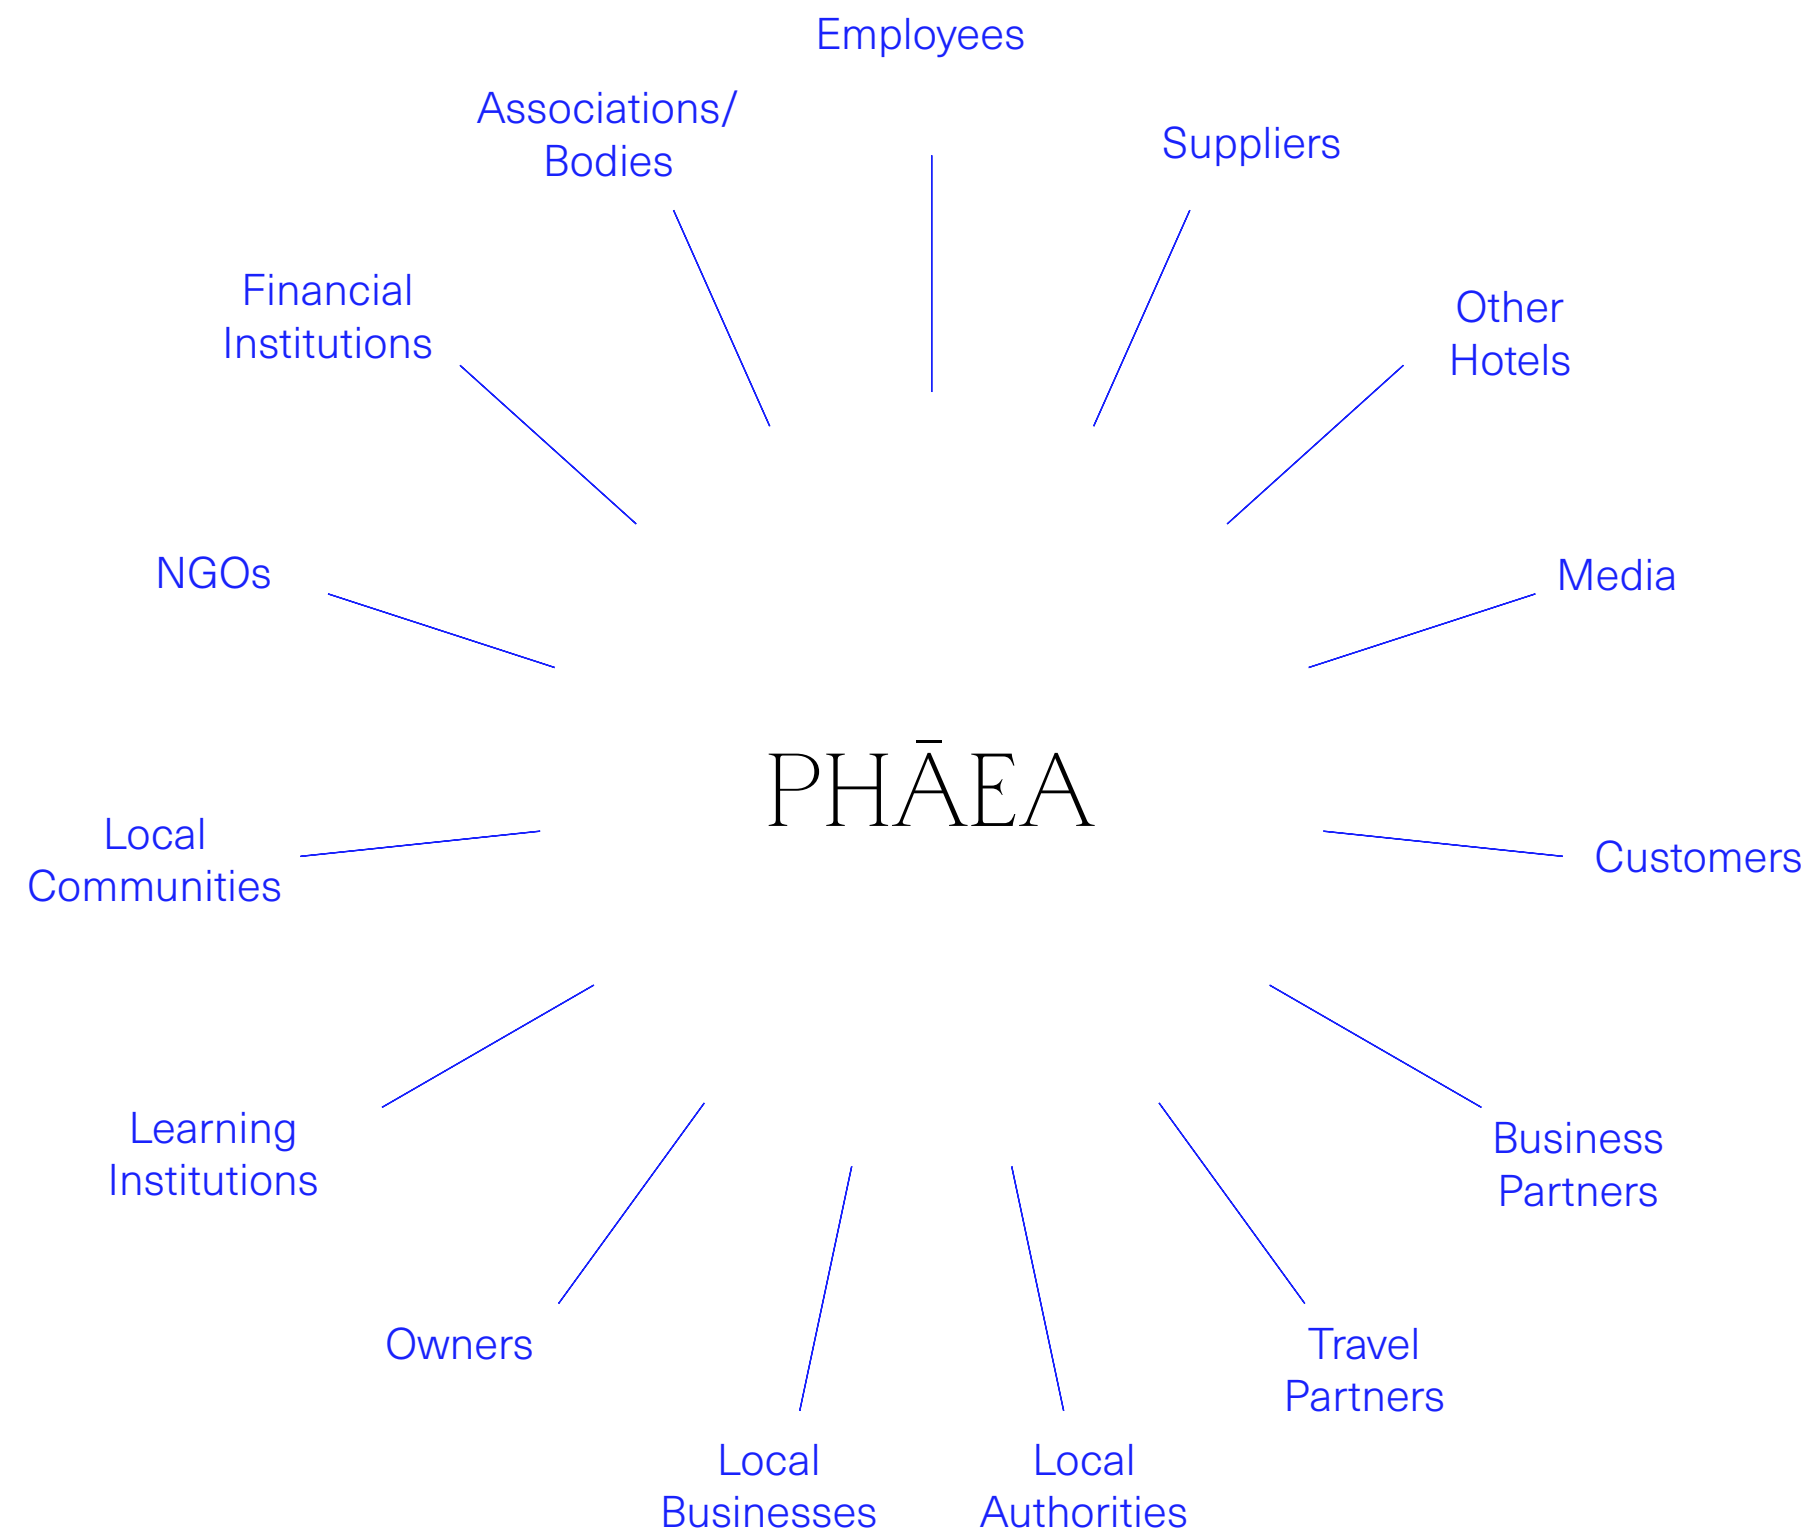 Employees
Associations/
Bodies
Suppliers
Financial
Institutions
Other
Hotels
NGOs
Media
PHĀEA
Local
Communities
Customers
Learning
Institutions
Business
Partners
Owners
Travel
Partners
Local
Businesses
Local
Authorities